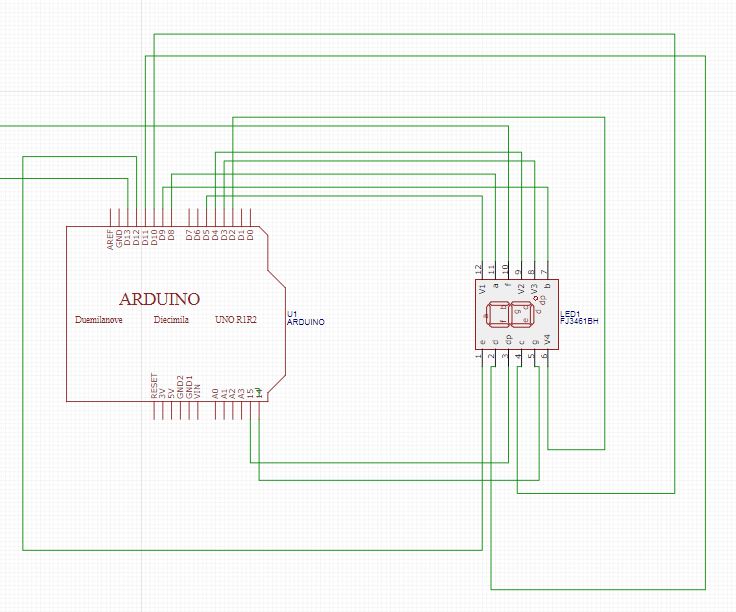 AREF
GND
D13
D12
D11
D10
D9
D8
D7
D6
D5
D4
D3
D2
D1
D0
ARDUINO
Duemilanove Diecimila UNO R1R2
U1
ARDUINO
RESET
3V
5V
GND2
GND1
VIN
A0
A1
A2
A3
15
14
12 11 10 9 8 7
V1 a f V2 V3 b
a f b g e c d dp
LED1
FJ3461BH
e d dp c g V4
1 2 3 4 5 6